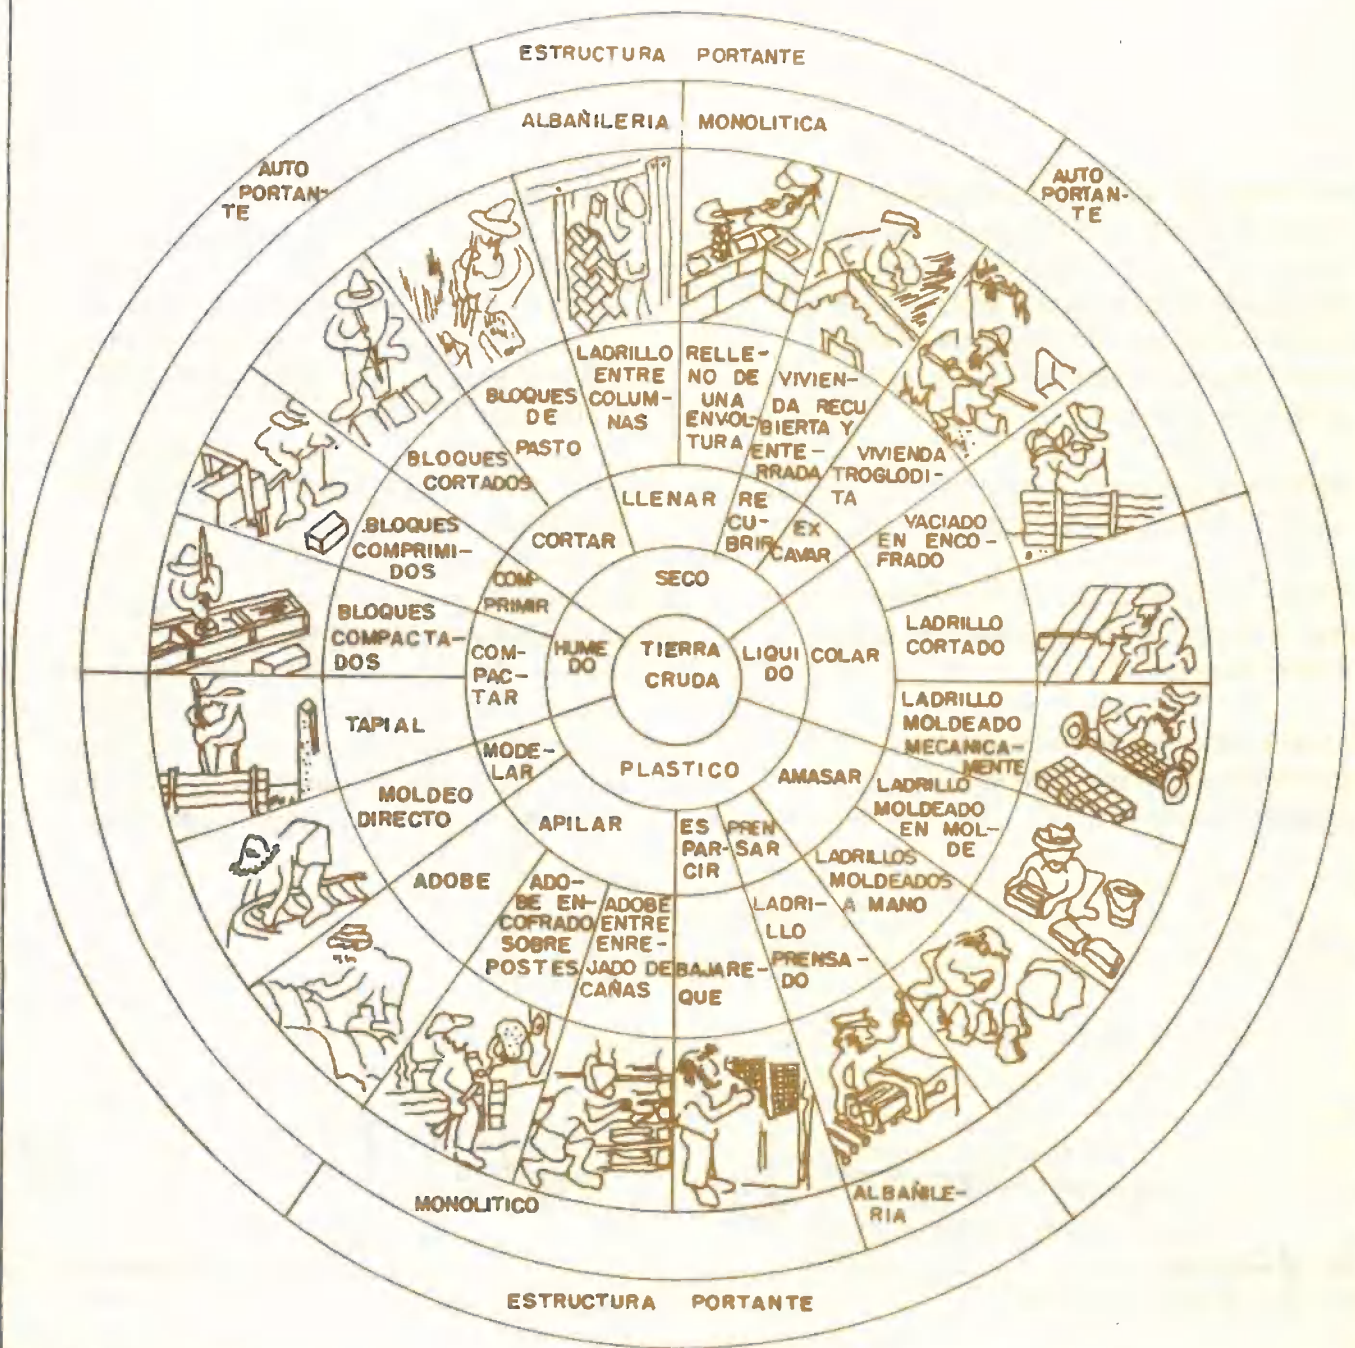 ESTRUCTURA PORTANTE
ALBAÑILERIA
MONOLITICA
AUTO
PORTAN-
TE
AUTO
PORTAN-
TE
LADRILLO
ENTRE
COLUM-
NAS
RELLE-
NO DE
UNA
ENVOL-
TURA
VIVIEN-
DA RECU
BIERTA Y
ENTE-
RRADA
VIVIENDA
TROGLODI-
TA
BLOQUES
DE
PASTO
BLOQUES
CORTADOS
BLOQUES
COMPRIMI-
DOS
BLOQUES
COMPACTA-
DOS
VACIADO
EN ENCO-
FRADO
LADRILLO
CORTADO
LADRILLO
MOLDEADO
MECANICA-
MENTE
LLENAR
RE
CU-
BRIR
EX
CAVAR
CORTAR
COMP
PRIMIR
COM-
PAC-
TAR
SECO
HUME
DO
TIERRA
CRUDA
LIQUI
DO
COLAR
TAPIAL
MODE-
LAR
PLASTICO
AMASAR
MOLDEO
DIRECTO
APILAR
ES
PAR-
CIR
PREN
SAR
LADRILLO
MOLDEADO
EN MOL-
DE
LADRILLOS
MOLDEADOS
A MANO
ADOBE
ADO-
BE EN-
COFRADO
SOBRE
POSTES
ADOBE
ENTRE
ENRE-
JADO DE
CAÑAS
BAJARE-
QUE
LADRI-
LLO
PRENSA-
DO
MONOLITICO
ALBAÑILE-
RIA
ESTRUCTURA PORTANTE